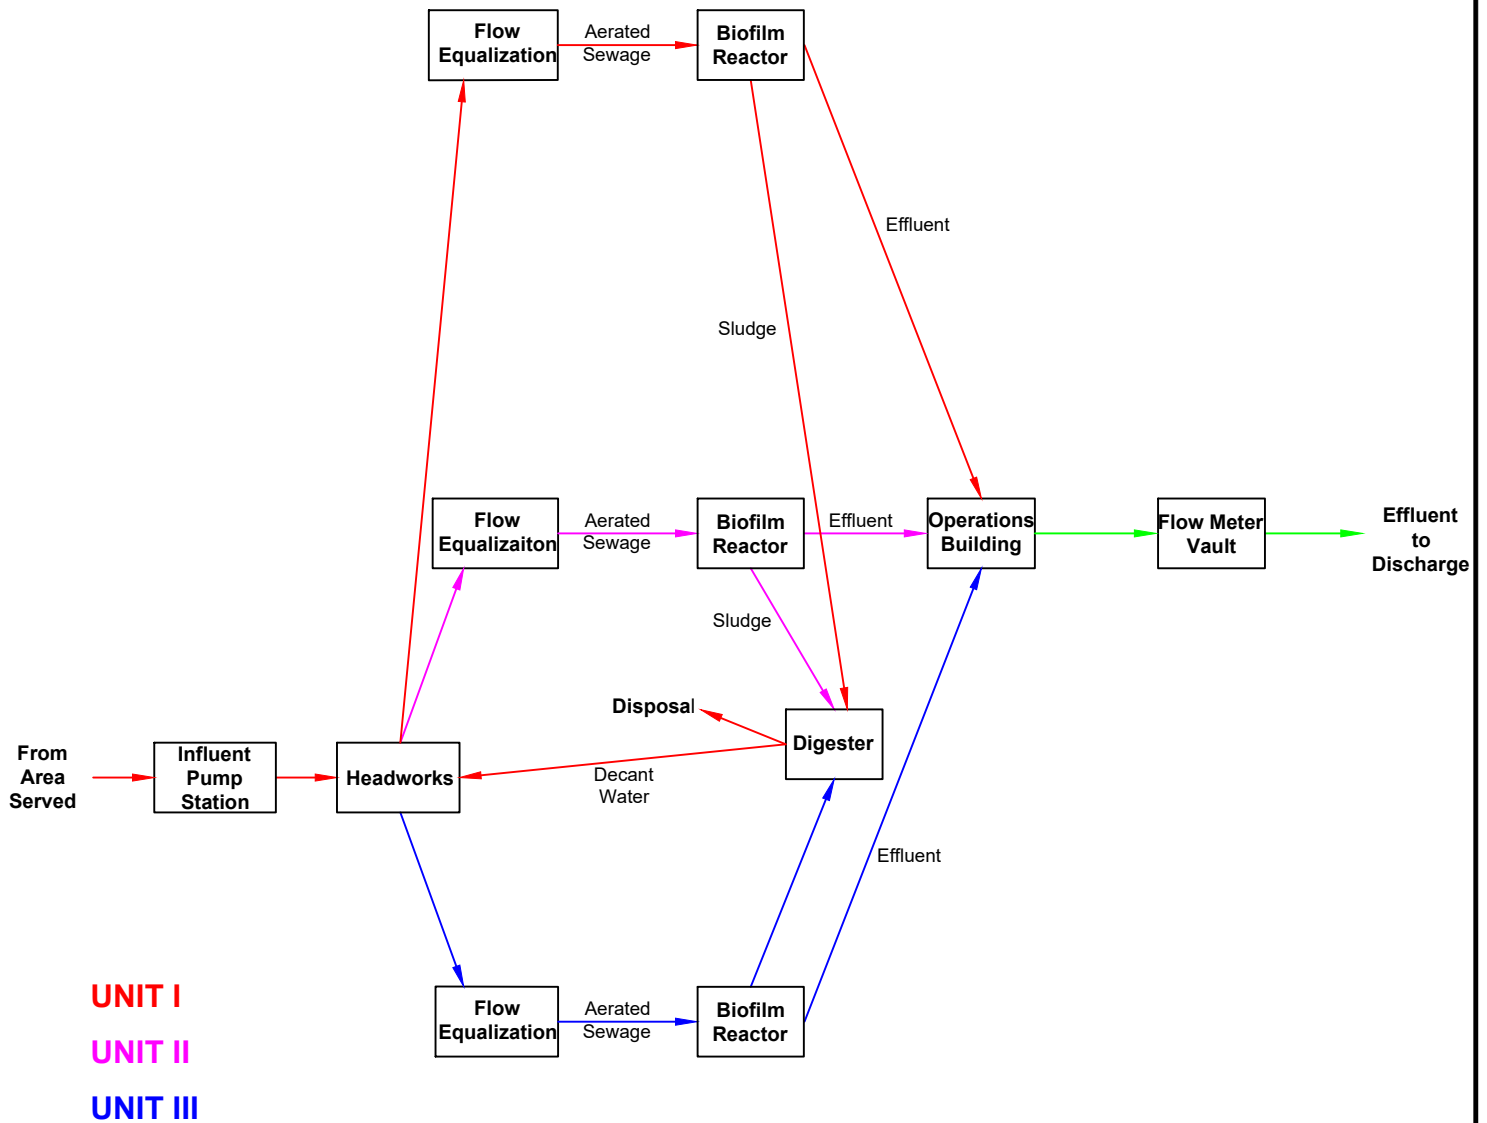 Flow
Equalization
Aerated
Sewage
Biofilm
Reactor
Effluent
Sludge
Flow
Equalizaiton
Aerated
Sewage
Biofilm
Reactor
Effluent
Operations
Building
Flow Meter
Vault
Effluent
to
Discharge
Sludge
Disposal
Digester
From
Area
Served
Influent
Pump
Station
Headworks
Decant
Water
Effluent
Flow
Equalization
Aerated
Sewage
Biofilm
Reactor
UNIT I
UNIT II
UNIT III